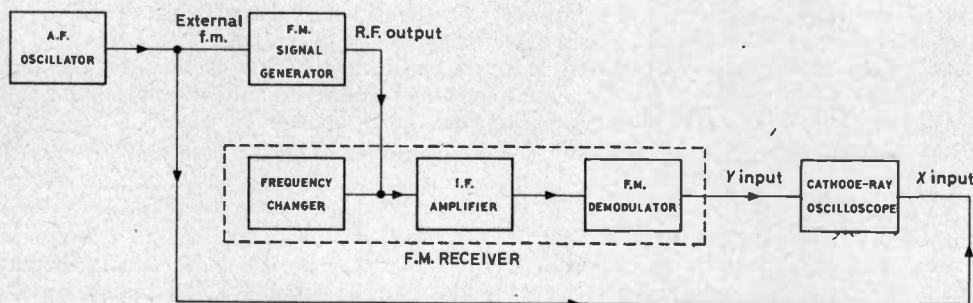 A.F.
OSCILLATOR
External
f.m.
F.M.
SIGNAL
GENERATOR
R.F. output
FREQUENCY
CHANGER
I.F.
AMPLIFIER
F.M.
DEMODULATOR
Y input
CATHODE-RAY
OSCILLOSCOPE
X input
F.M. RECEIVER